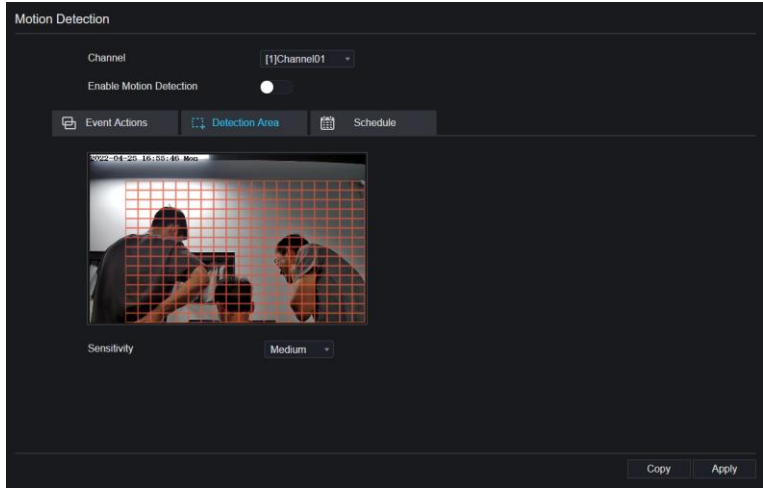 Motion Detection
Channel [1]Channel01
Enable Motion Detection
Event Actions Detection Area Schedule
2022-04-25 16:55:46 Mon
Sensitivity Medium
Copy Apply